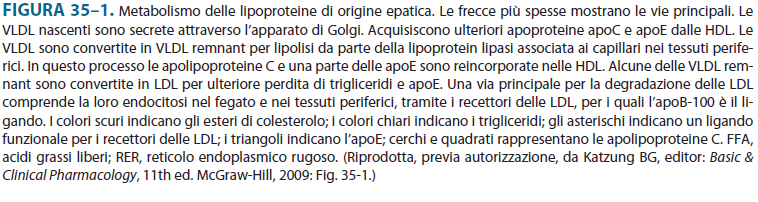 FIGURA 35–1. Metabolismo delle lipoproteine di origine epatica. Le frecce più spesse mostrano le vie principali. Le
VLDL nascenti sono secrete attraverso l'apparato di Golgi. Acquisiscono ulteriori apoproteine apoC e apoE dalle HDL. Le
VLDL sono convertite in VLDL remnant per lipolisi da parte della lipoprotein lipasi associata ai capillari nei tessuti perife-
rici. In questo processo le apolipoproteine C e una parte delle apoE sono reincorporate nelle HDL. Alcune delle VLDL rem-
nant sono convertite in LDL per ulteriore perdita di trigliceridi e apoE. Una via principale per la degradazione delle LDL
comprende la loro endocitosi nel fegato e nei tessuti periferici, tramite i recettori delle LDL, per i quali l'apoB-100 è il li-
gando. I colori scuri indicano gli esteri di colesterolo; i colori chiari indicano i trigliceridi; gli asterischi indicano un ligando
funzionale per i recettori delle LDL; i triangoli indicano l'apoE; cerchi e quadrati rappresentano le apolipoproteine C. FFA,
acidi grassi liberi; RER, reticolo endoplasmico rugoso. (Riprodotta, previa autorizzazione, da Katzung BG, editor: Basic &
Clinical Pharmacology, 11th ed. McGraw-Hill, 2009: Fig. 35-1.)